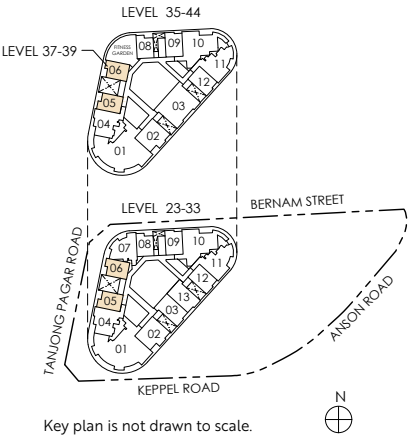 LEVEL 35-44
LEVEL 37-39
FITNESS
GARDEN
08
09
10
11
06
12
05
03
04
02
01
LEVEL 23-33
BERNAM STREET
TANJONG PAGAR ROAD
07
08
09
10
11
06
12
05
13
03
04
02
01
ANSON ROAD
KEPPEL ROAD
N
Key plan is not drawn to scale.